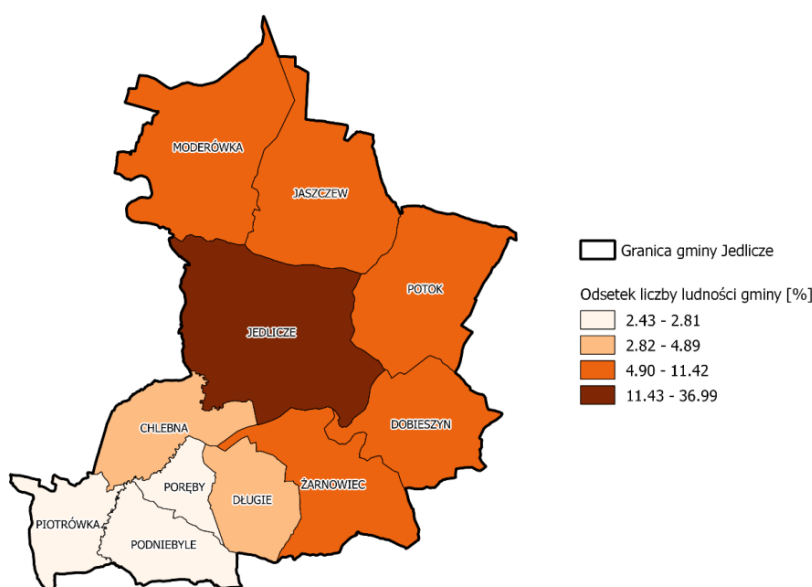 MODERÓWKA
JASZCZEW
POTOK
JEDLICZE
DOBIESZYN
CHLEBNA
PORĘBY
DŁUGIE
ŻARNOWIEC
PIOTRÓWKA
PODNIEBYLE
Granica gminy Jedlicze
Odsetek liczby ludności gminy [%]
2.43 - 2.81
2.82 - 4.89
4.90 - 11.42
11.43 - 36.99